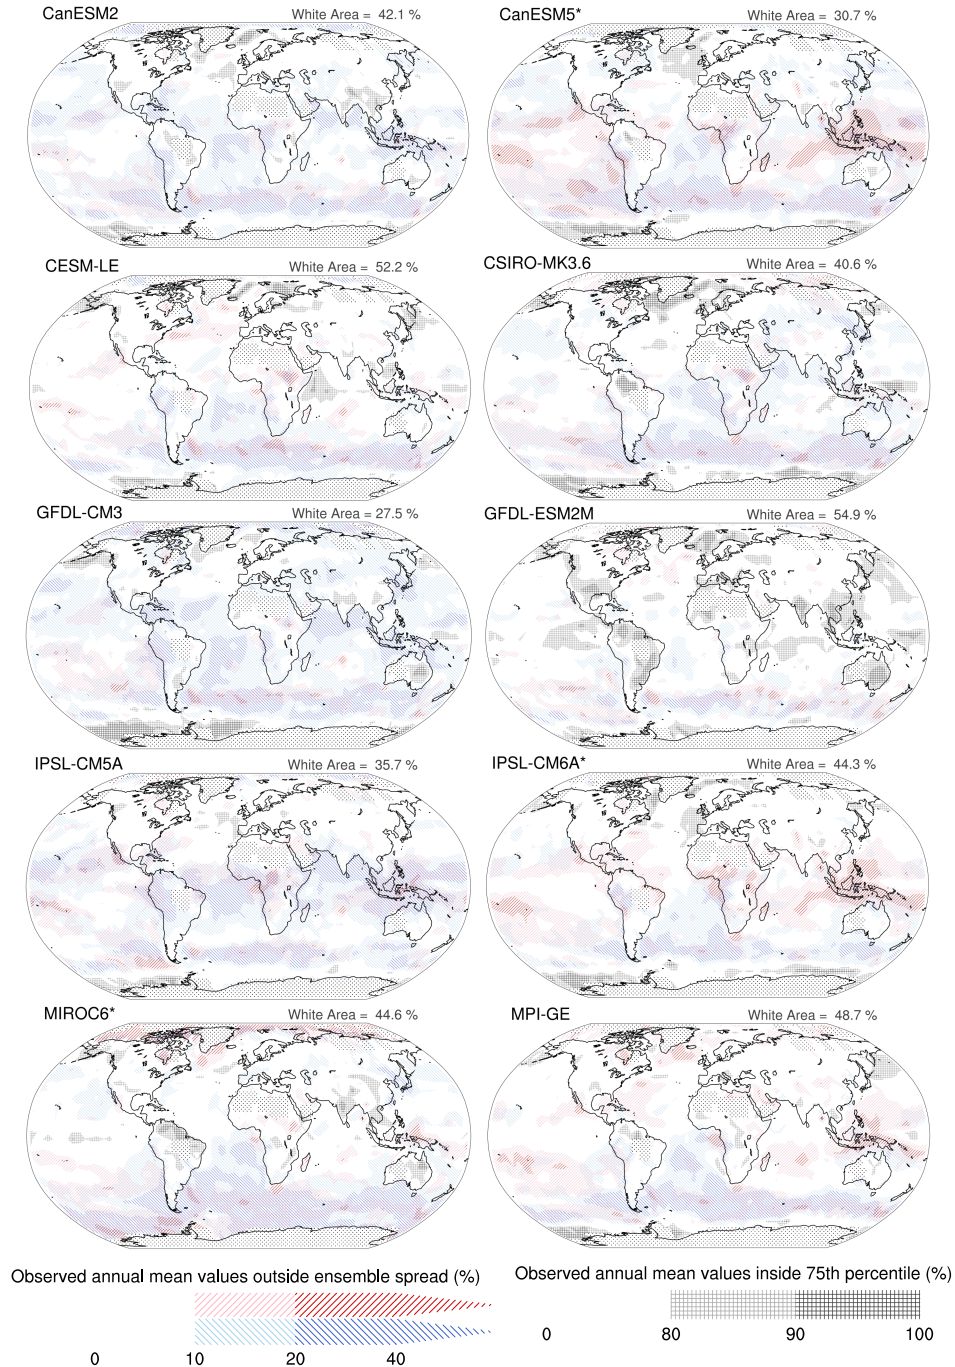 CanESM2 White Area = 42.1 %
CanESM5* White Area = 30.7 %
CESM-LE White Area = 52.2 %
CSIRO-MK3.6 White Area = 40.6 %
GFDL-CM3 White Area = 27.5 %
GFDL-ESM2M White Area = 54.9 %
IPSL-CM5A White Area = 35.7 %
IPSL-CM6A* White Area = 44.3 %
MIROC6* White Area = 44.6 %
MPI-GE White Area = 48.7 %
Observed annual mean values outside ensemble spread (%)
0 10 20 40
Observed annual mean values inside 75th percentile (%)
0 80 90 100